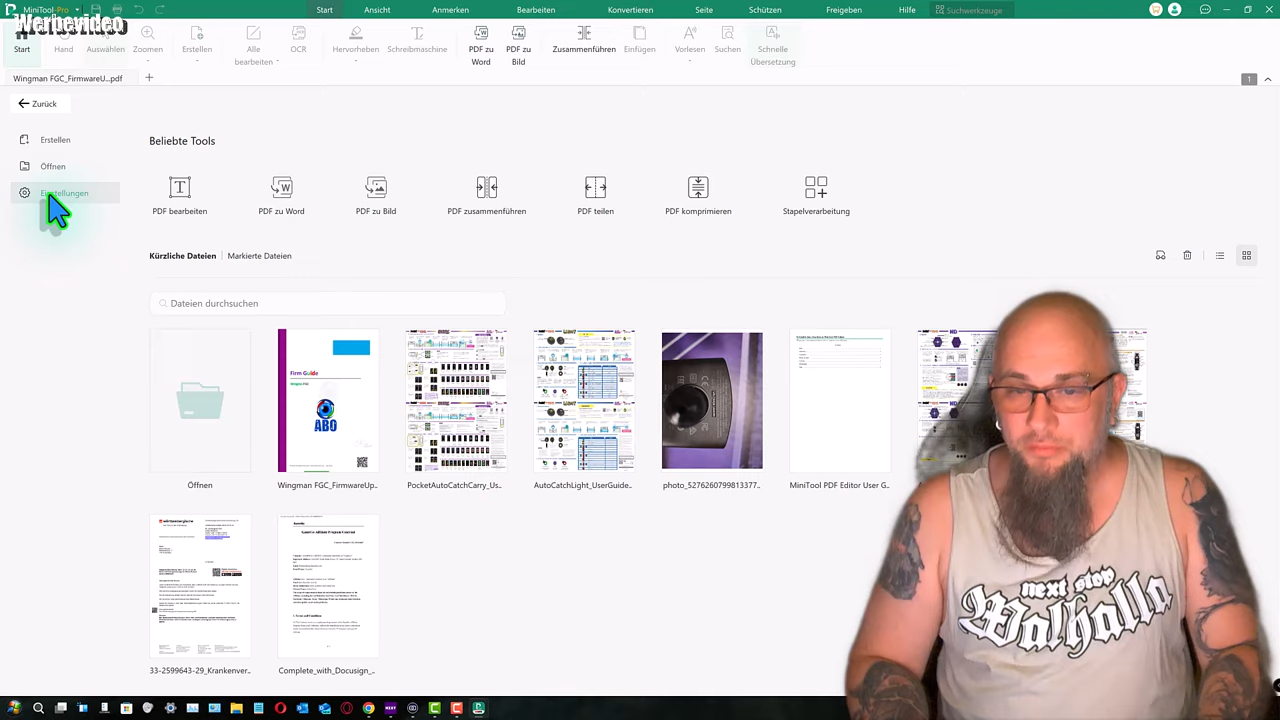 Werbevideo
MiniTool
Pro
Start
Ansicht
Anmerken
Bearbeiten
Konvertieren
Seite
Schützen
Freigeben
Hilfe
Suchwerkzeuge
Start
Hand
Auswählen
Zoomen
Erstellen
Alle bearbeiten
OCR
Hervorheben
Schreibmaschine
PDF zu Word
PDF zu Bild
Zusammenführen
Einfügen
Vorlesen
Suchen
Schnelle Übersetzung
Wingman FGC_FirmwareU...pdf
1
Zurück
Erstellen
Öffnen
Einstellungen
Beliebte Tools
PDF bearbeiten
PDF zu Word
PDF zu Bild
PDF zusammenführen
PDF teilen
PDF komprimieren
Stapelverarbeitung
Kürzliche Dateien
Markierte Dateien
Dateien durchsuchen
Firm Guide
ABO
Öffnen
Wingman FGC_FirmwareUp..
PocketAutoCatchCarry_Us..
AutoCatchLight_UserGuide..
photo_5276260799813377..
MiniTool PDF Editor User G..
33-2599643-29_Krankenver..
Complete_with_Docusign_..